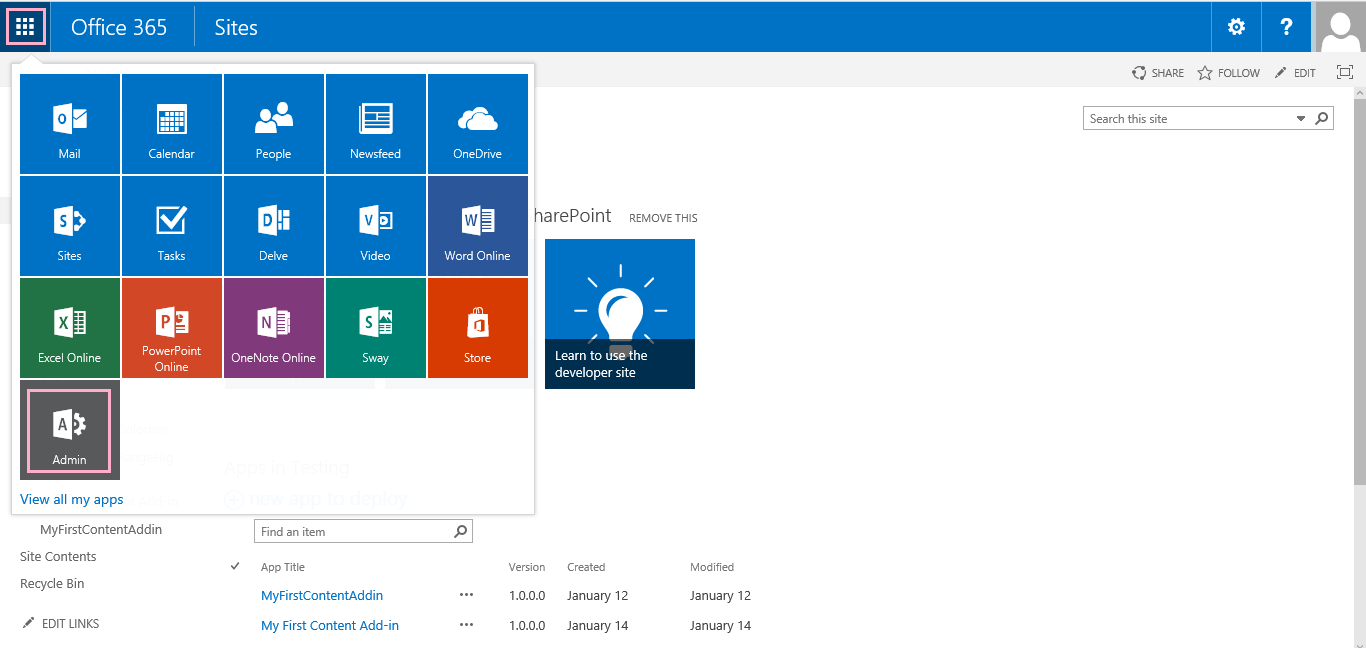 Office 365
Sites
?
SHARE
FOLLOW
EDIT
Search this site
Mail
Calendar
People
Newsfeed
OneDrive
Sites
Tasks
Delve
Video
Word Online
Excel Online
PowerPoint
Online
OneNote Online
Sway
Store
Admin
View all my apps
harePoint
REMOVE THIS
Learn to use the
developer site
Apps in Testing
new app to deploy
MyFirstContentAddin
Site Contents
Recycle Bin
EDIT LINKS
Find an item
App Title Version Created Modified
MyFirstContentAddin ... 1.0.0.0 January 12 January 12
My First Content Add-in ... 1.0.0.0 January 14 January 14